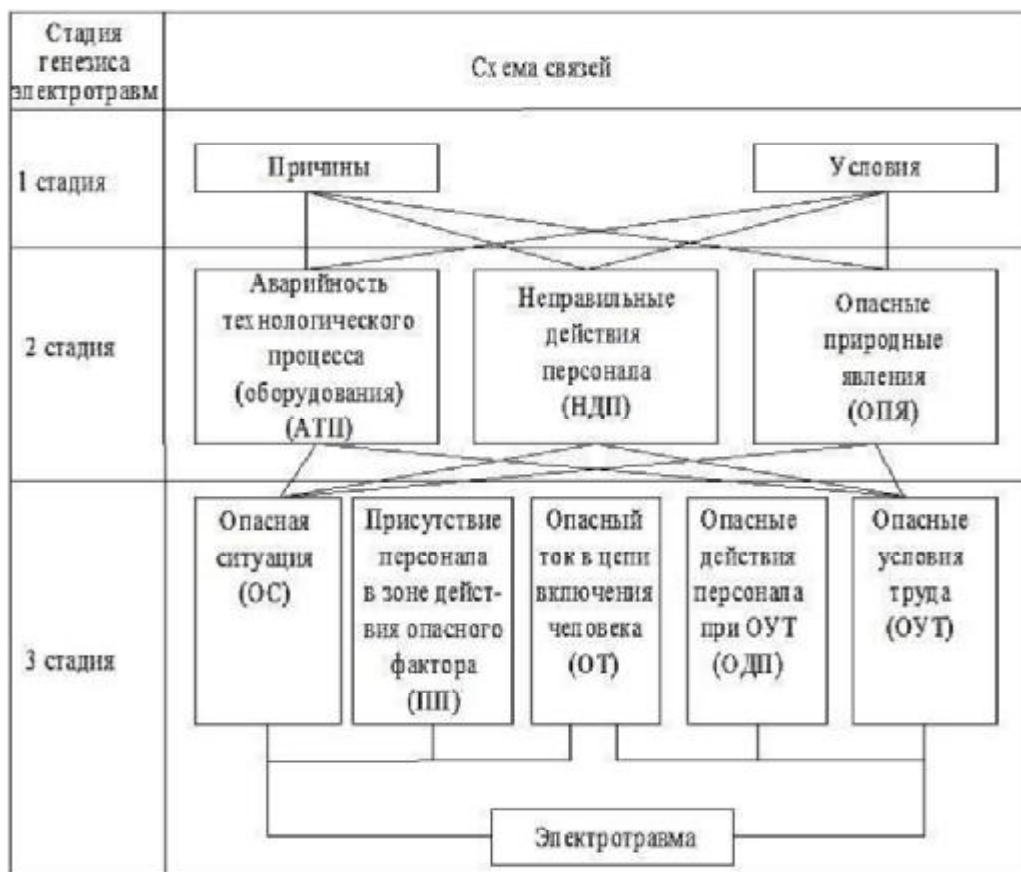 Стадия
генезиса
электротравм
Схема связей
1 стадия
Причины
Условия
2 стадия
Аварийность
технологического
процесса
(оборудования)
(АТП)
Неправильные
действия
персонала
(НДП)
Опасные
природные
явления
(ОПЯ)
3 стадия
Опасная
ситуация
(ОС)
Присутствие
персонала
в зоне дейст-
вия опасного
фактора
(ПП)
Опасный
ток в цепи
включения
человека
(ОТ)
Опасные
действия
персонала
при ОУТ
(ОДП)
Опасные
условия
труда
(ОУТ)
Электротравма